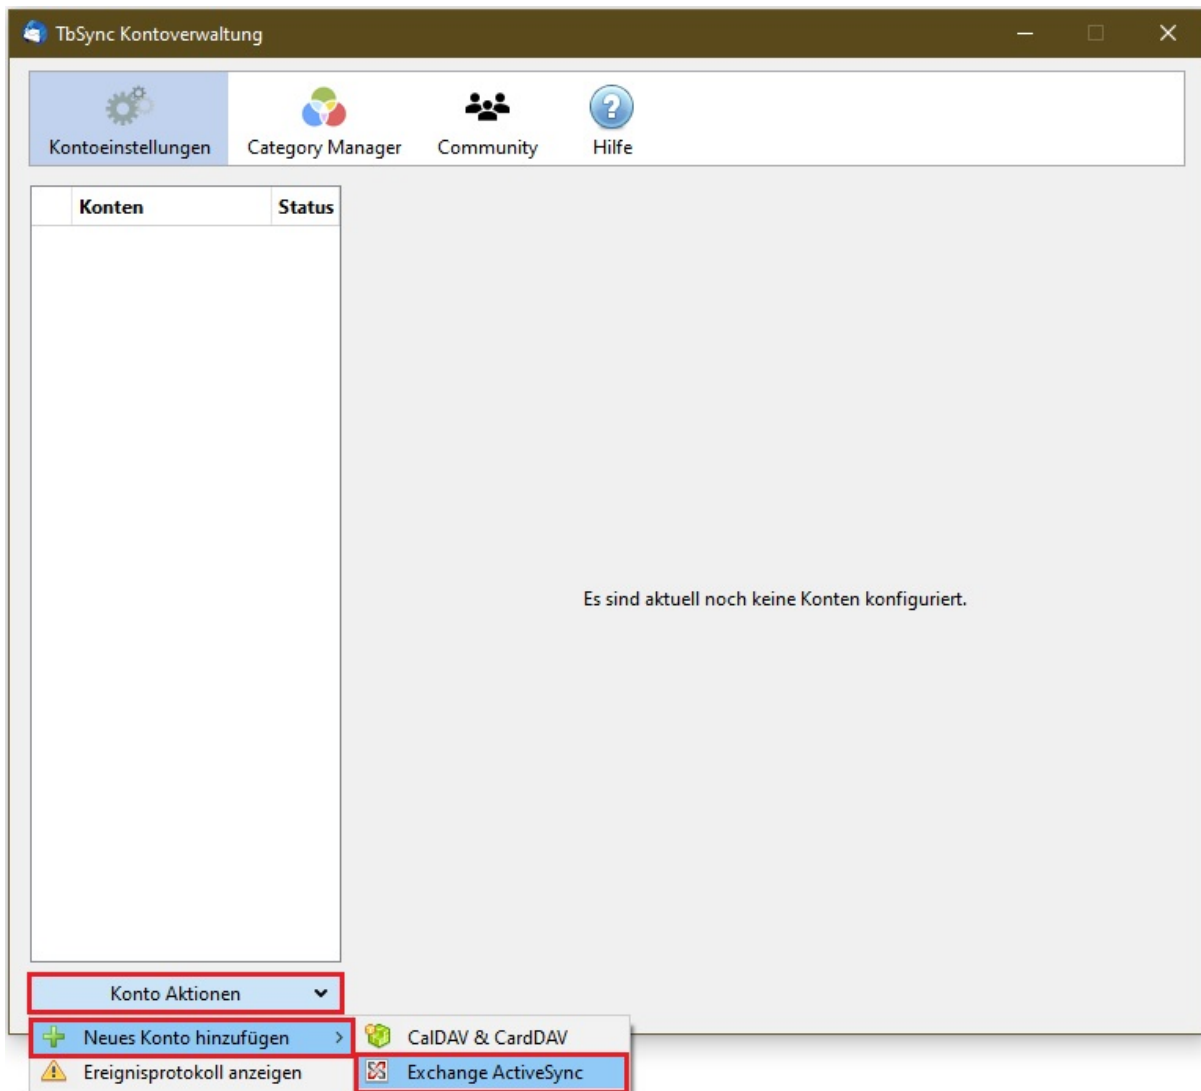 TbSync Kontoverwaltung
Kontoeinstellungen Category Manager Community Hilfe
Konten Status
Es sind aktuell noch keine Konten konfiguriert.
Konto Aktionen
Neues Konto hinzufügen CalDAV & CardDAV
Ereignisprotokoll anzeigen Exchange ActiveSync